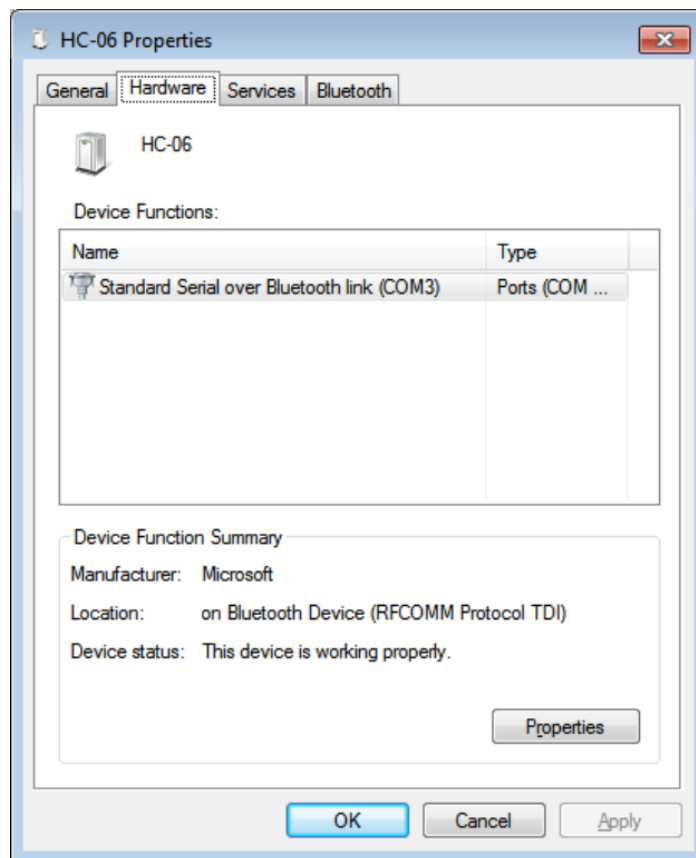 HC-06 Properties
General Hardware Services Bluetooth
HC-06
Device Functions:
Name Type
Standard Serial over Bluetooth link (COM3) Ports (COM ...
Device Function Summary
Manufacturer: Microsoft
Location: on Bluetooth Device (RFCOMM Protocol TDI)
Device status: This device is working properly.
Properties
OK Cancel Apply